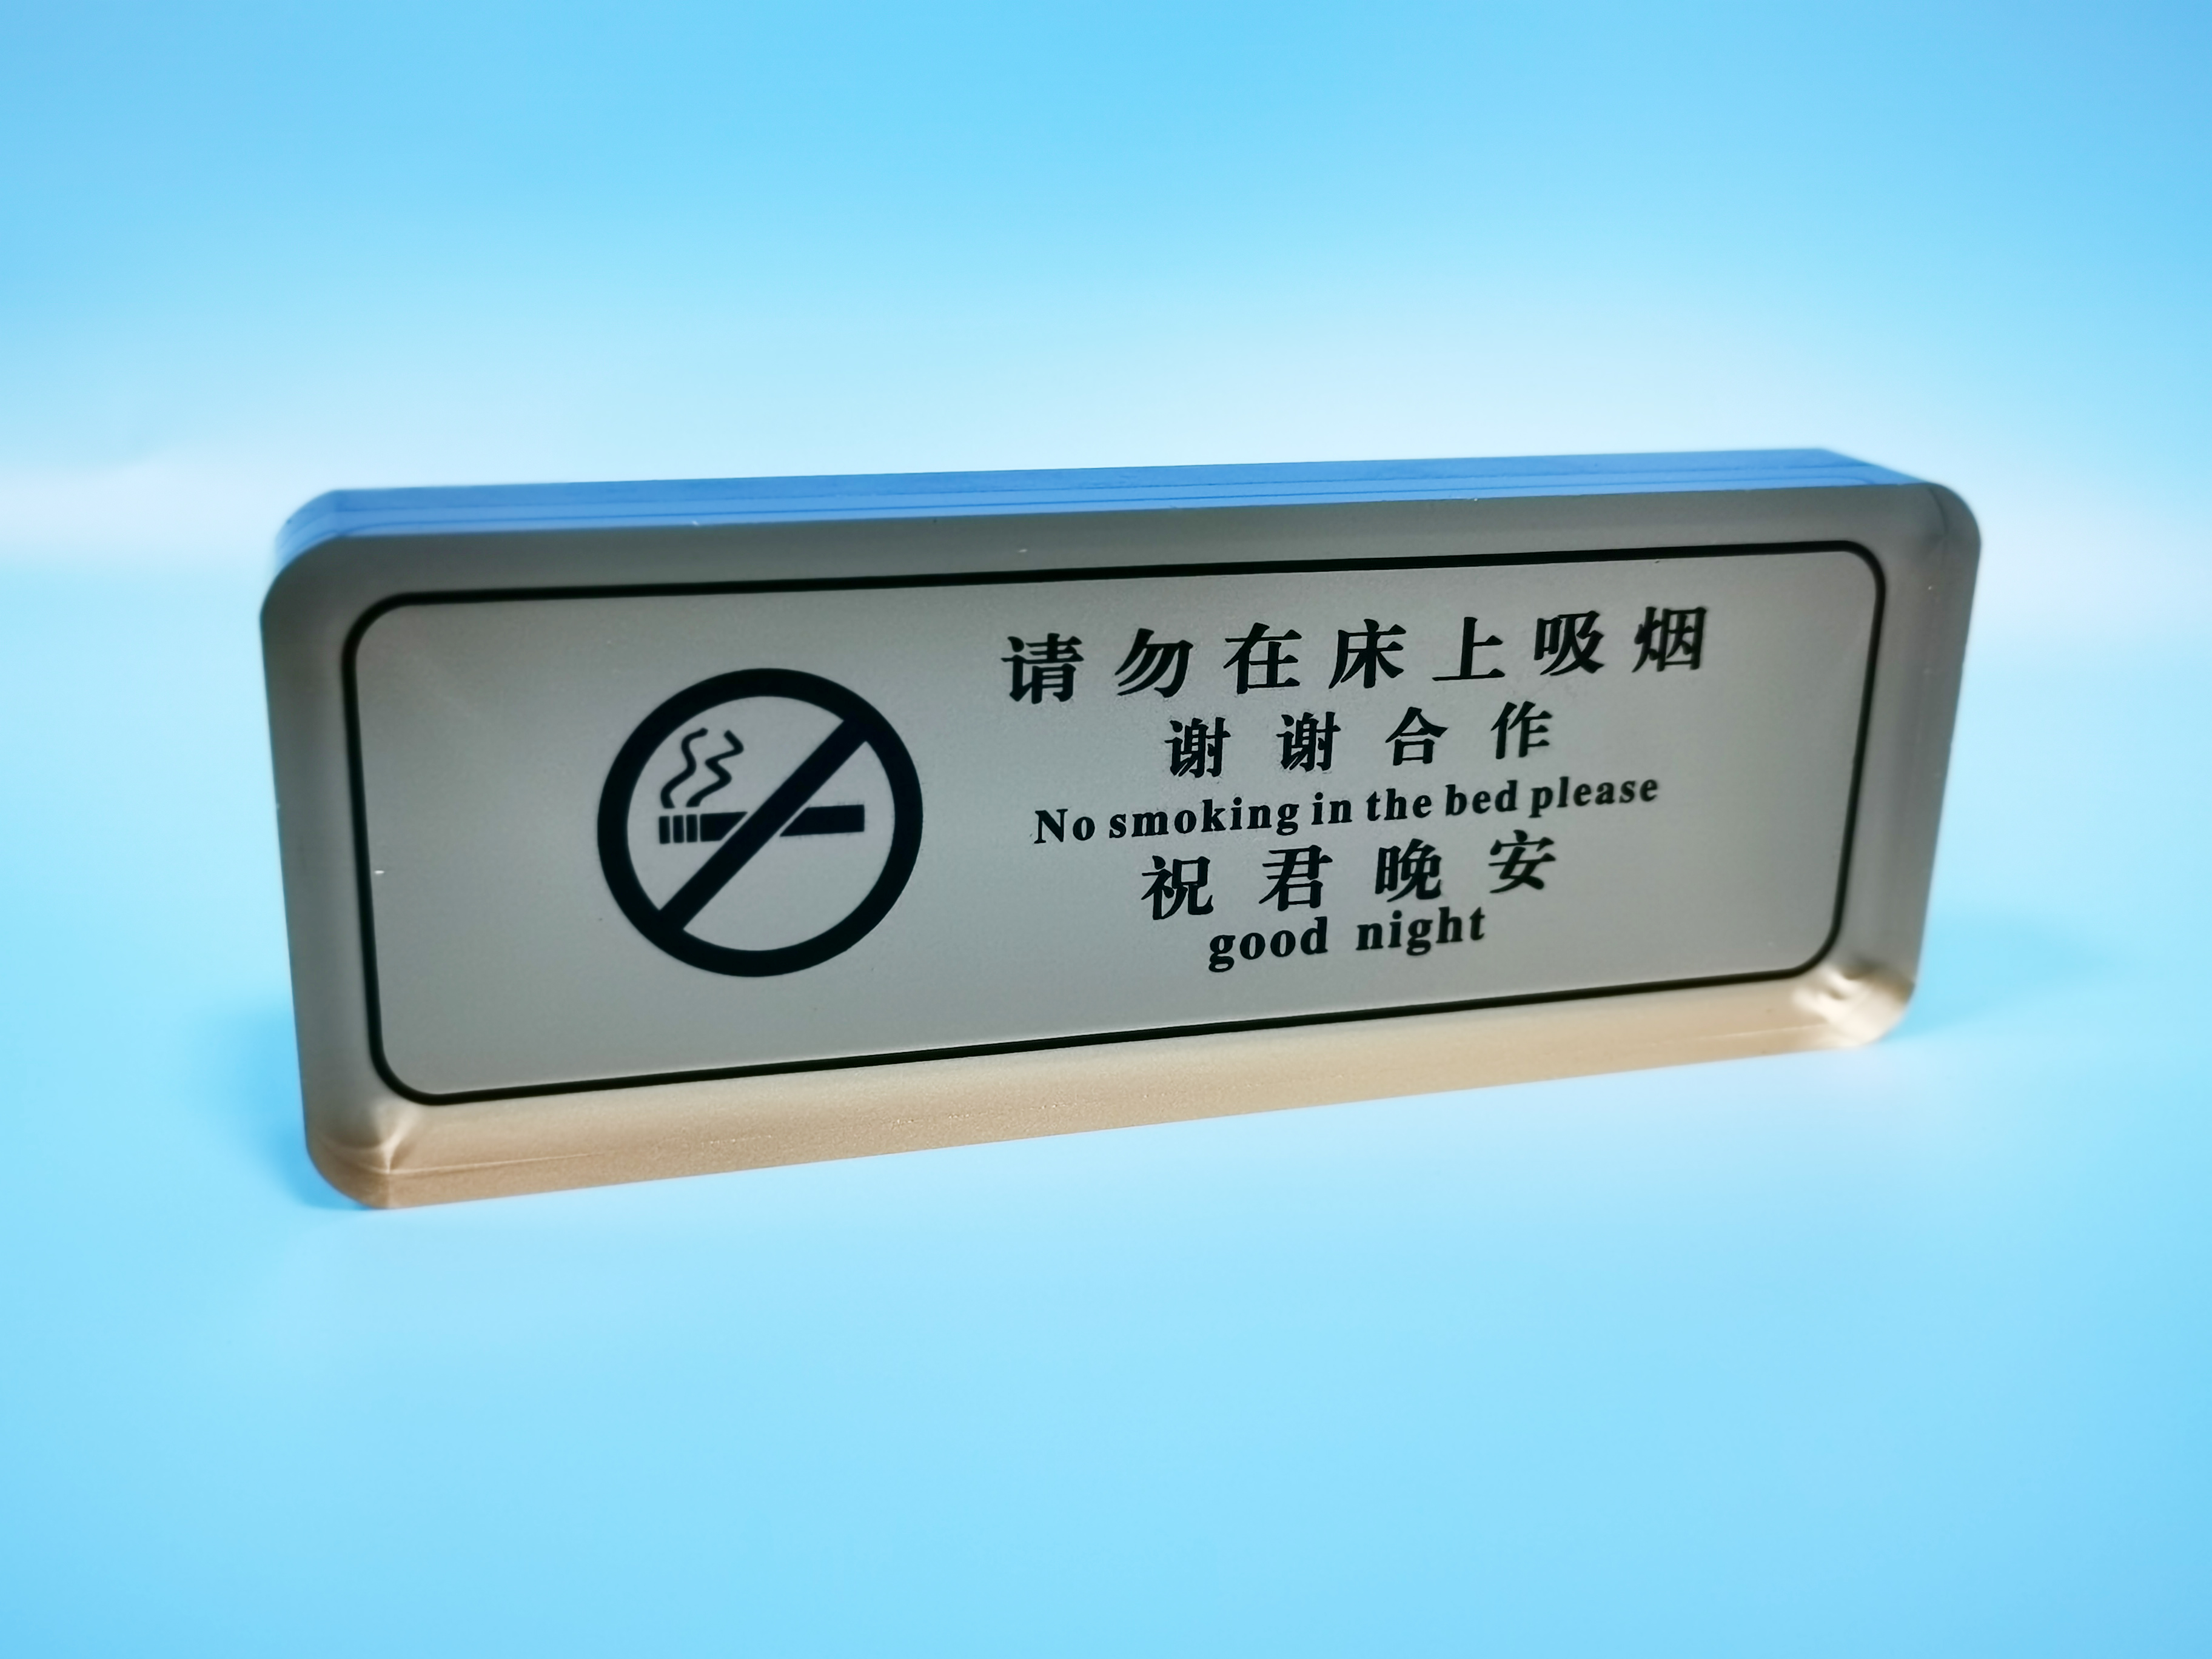 请勿在床上吸烟
谢谢合作
No smoking in the bed please
祝君晚安
good night